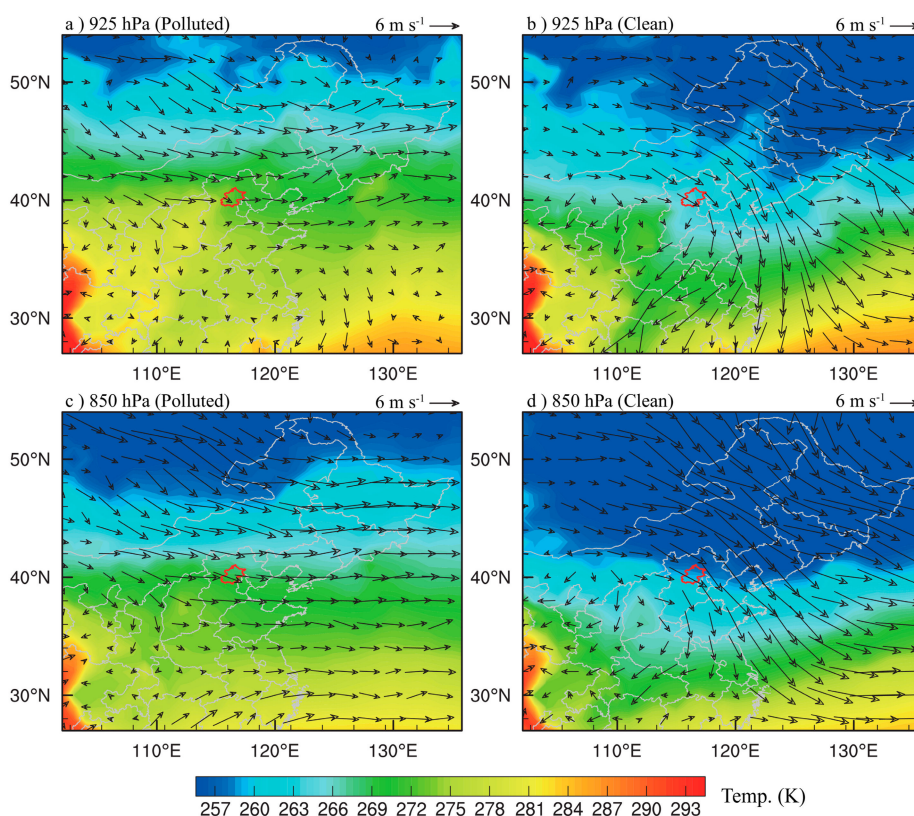 a ) 925 hPa (Polluted) 6 m s⁻¹
b ) 925 hPa (Clean) 6 m s⁻¹
50°N
40°N
30°N
50°N
40°N
30°N
110°E 120°E 130°E
110°E 120°E 130°E
c ) 850 hPa (Polluted) 6 m s⁻¹
d ) 850 hPa (Clean) 6 m s⁻¹
50°N
40°N
30°N
50°N
40°N
30°N
110°E 120°E 130°E
110°E 120°E 130°E
257 260 263 266 269 272 275 278 281 284 287 290 293 Temp. (K)